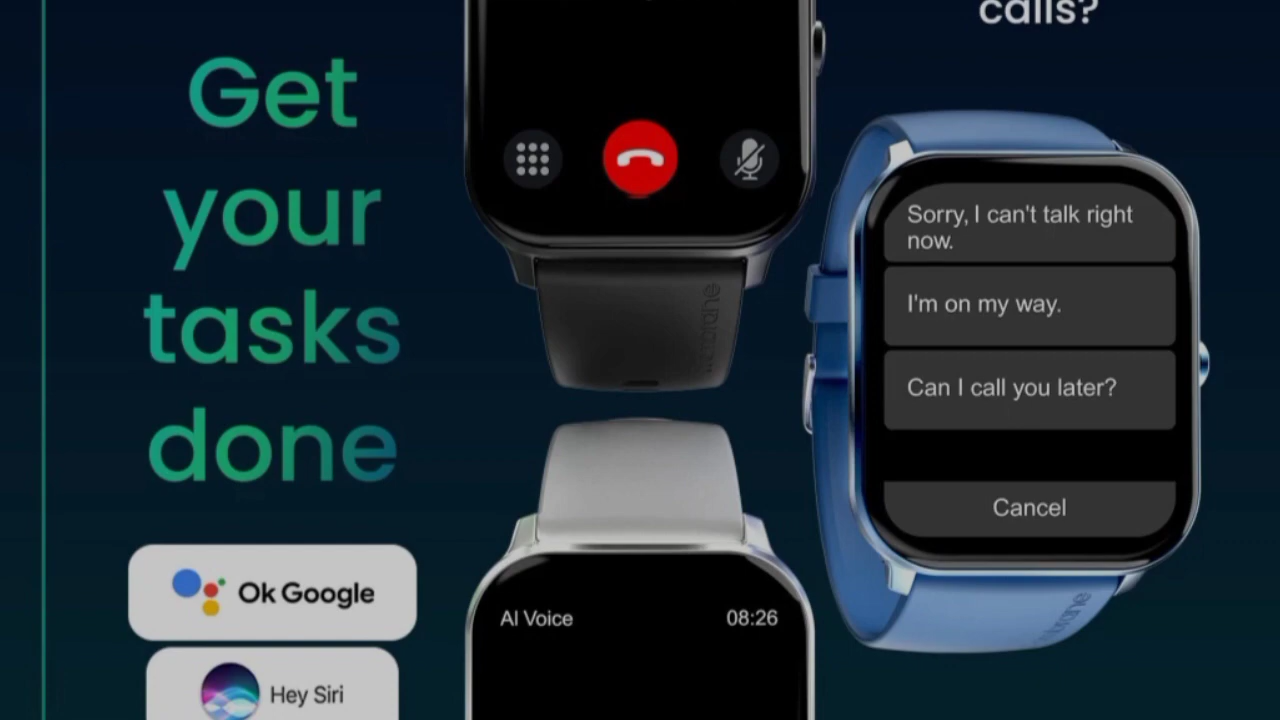 calls?
Get
your
tasks
done
Ok Google
Hey Siri
AI Voice
08:26
Sorry, I can't talk right
now.
I'm on my way.
Can I call you later?
Cancel